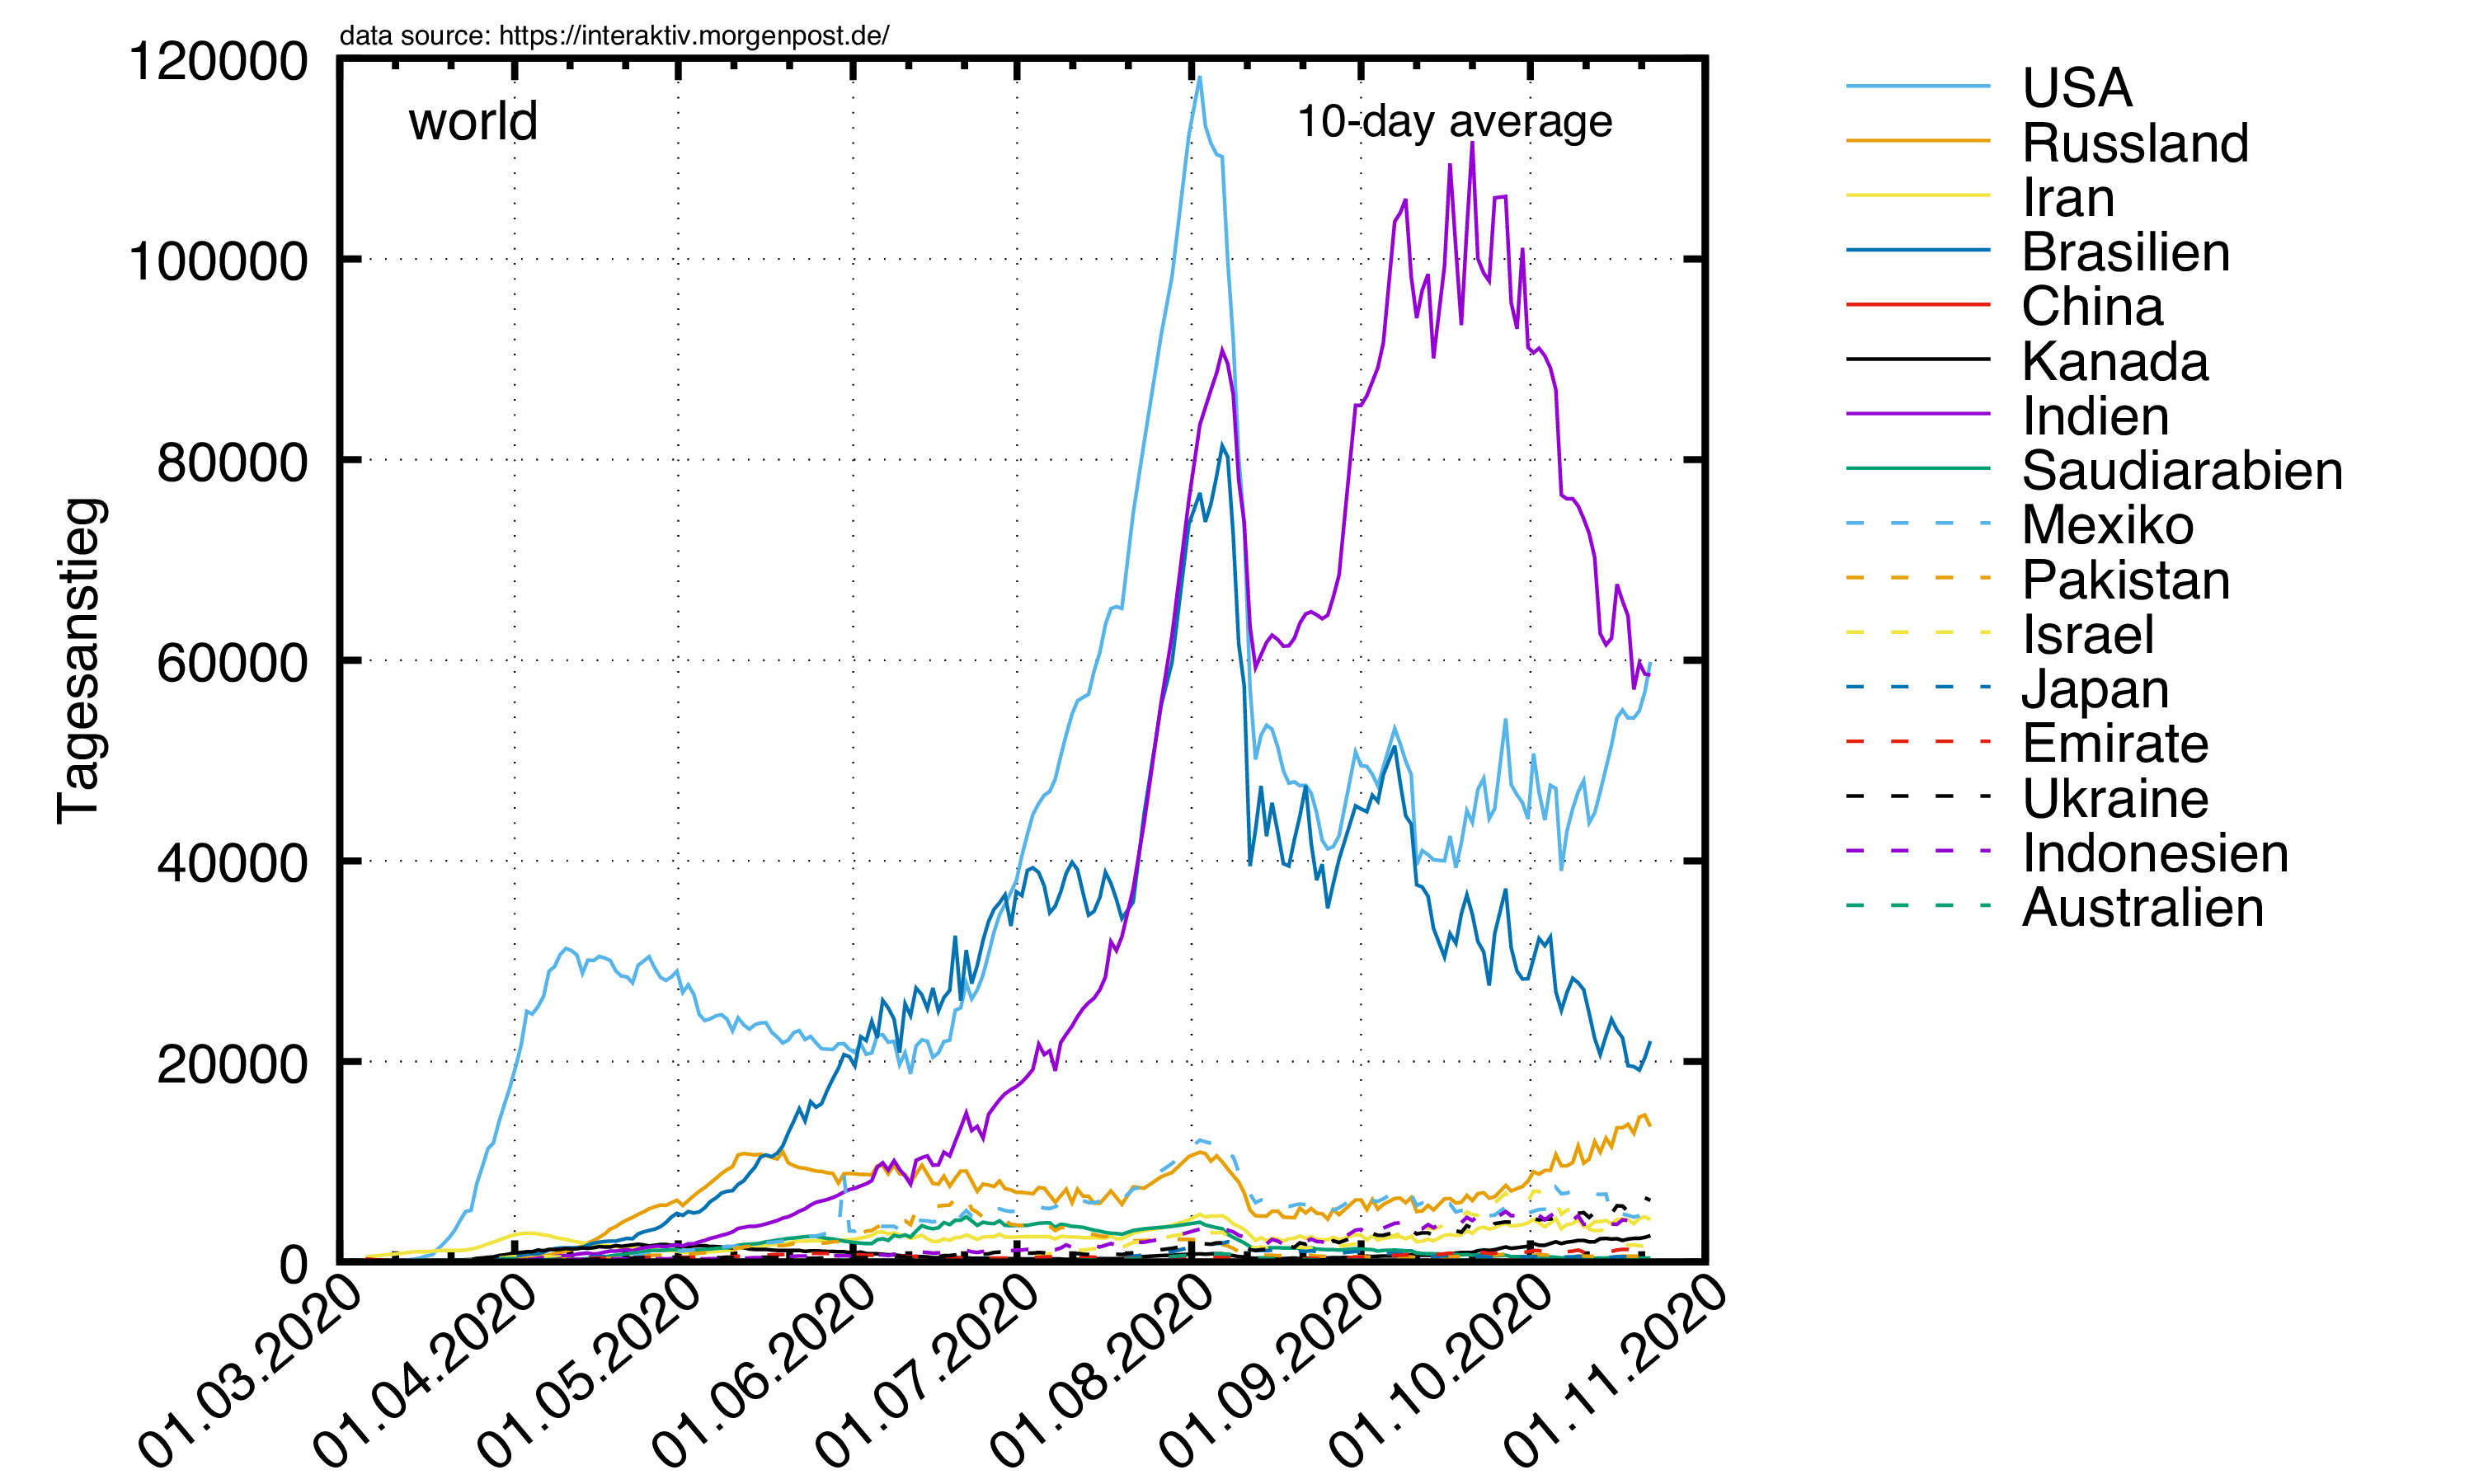 data source: https://interaktiv.morgenpost.de/
world
10-day average
Tagesanstieg
120000
100000
80000
60000
40000
20000
0
01.03.2020
01.04.2020
01.05.2020
01.06.2020
01.07.2020
01.08.2020
01.09.2020
01.10.2020
01.11.2020
USA
Russland
Iran
Brasilien
China
Kanada
Indien
Saudiarabien
Mexiko
Pakistan
Israel
Japan
Emirate
Ukraine
Indonesien
Australien